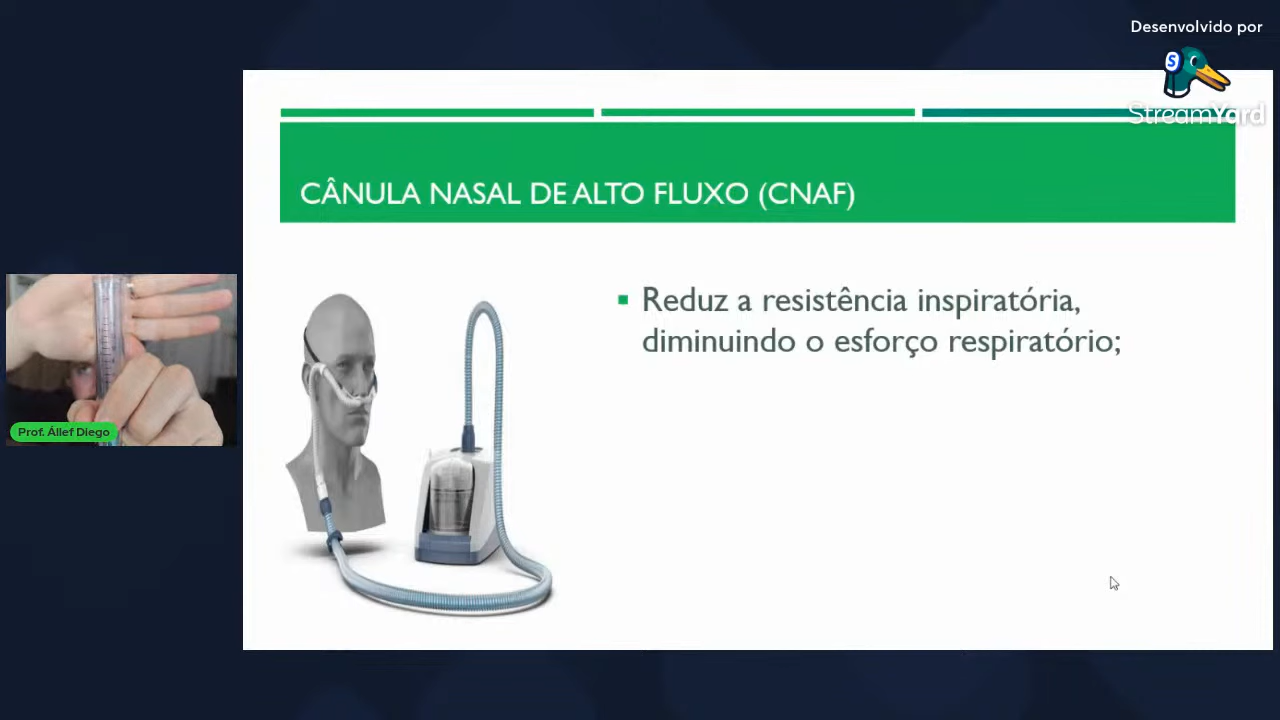 Desenvolvido por
S
StreamYard
CÂNULA NASAL DE ALTO FLUXO (CNAF)
▪ Reduz a resistência inspiratória,
diminuindo o esforço respiratório;
Prof. Állef Diego